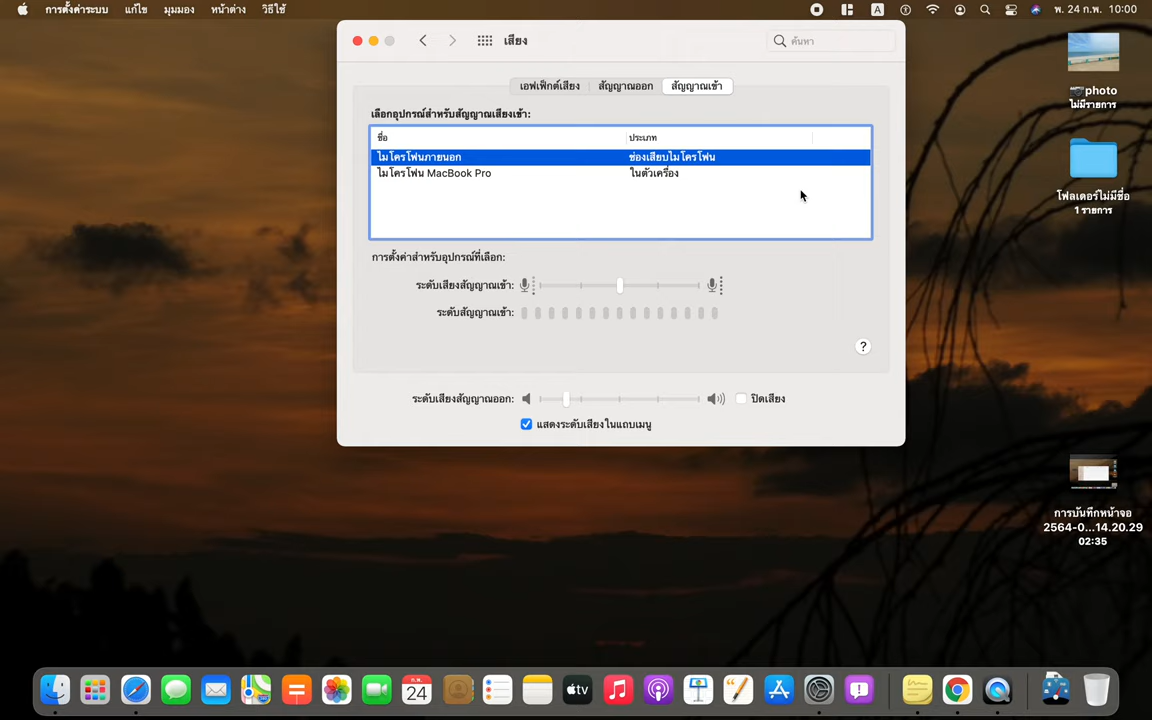 การตั้งค่าระบบ แก้ไข มุมมอง หน้าต่าง วิธีใช้
A พ. 24 ก.พ. 10:00
เสียง
ค้นหา
เอฟเฟ็กต์เสียง สัญญาณออก สัญญาณเข้า
เลือกอุปกรณ์สำหรับสัญญาณเสียงเข้า:
ชื่อ ประเภท
ไมโครโฟนภายนอก ช่องเสียบไมโครโฟน
ไมโครโฟน MacBook Pro ในตัวเครื่อง
การตั้งค่าสำหรับอุปกรณ์ที่เลือก:
ระดับเสียงสัญญาณเข้า:
ระดับสัญญาณเข้า:
?
ระดับเสียงสัญญาณออก: ปิดเสียง
แสดงระดับเสียงในแถบเมนู
photo
ไม่มีรายการ
โฟลเดอร์ไม่มีชื่อ
1 รายการ
การบันทึกหน้าจอ
2564-0...14.20.29
02:35
ก.พ.
24
tv